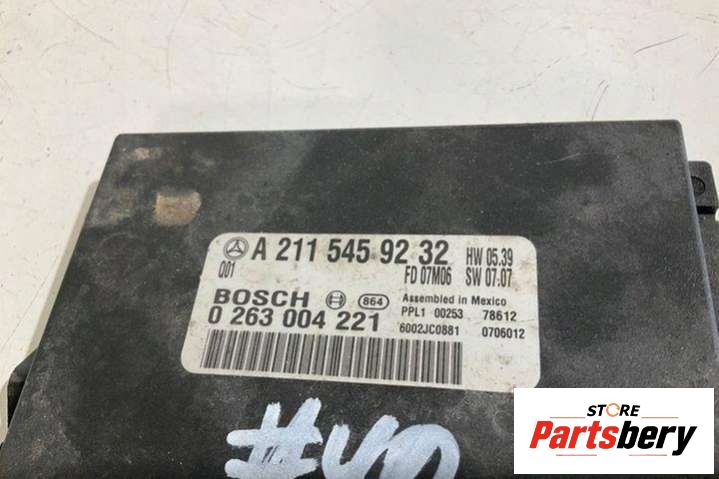 A 211 545 92 32 HW 05.39
001 FD 07M06 SW 07.07
BOSCH 864 Assembled in Mexico
0 263 004 221 PPL1 00253 78612
6002JC0881 0706012
STORE
Partsbery